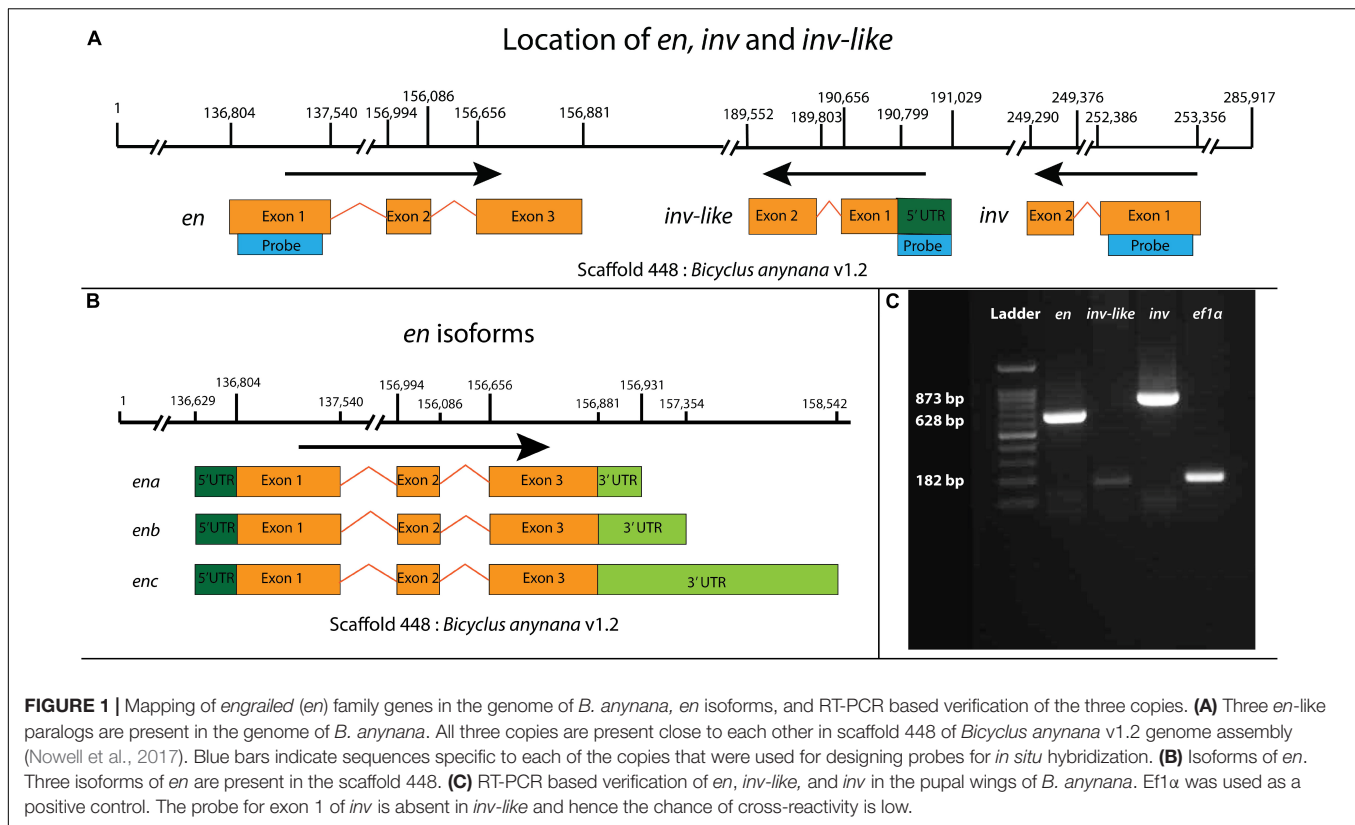 A
Location of en, inv and inv-like
1
136,804
137,540
156,994
156,086
156,656
156,881
189,552
189,803
190,656
190,799
191,029
249,290
249,376
252,386
253,356
285,917
en
Exon 1
Exon 2
Exon 3
Probe
inv-like
Exon 2
Exon 1
5' UTR
Probe
inv
Exon 2
Exon 1
Probe
Scaffold 448 : Bicyclus anynana v1.2
B
en isoforms
1
136,629
136,804
137,540
156,994
156,086
156,656
156,881
156,931
157,354
158,542
ena
5'UTR
Exon 1
Exon 2
Exon 3
3' UTR
enb
5'UTR
Exon 1
Exon 2
Exon 3
3' UTR
enc
5'UTR
Exon 1
Exon 2
Exon 3
3' UTR
Scaffold 448 : Bicyclus anynana v1.2
C
Ladder en inv-like inv ef1α
873 bp
628 bp
182 bp
FIGURE 1 | Mapping of engrailed (en) family genes in the genome of B. anynana, en isoforms, and RT-PCR based verification of the three copies. (A) Three en-like
paralogs are present in the genome of B. anynana. All three copies are present close to each other in scaffold 448 of Bicyclus anynana v1.2 genome assembly
(Nowell et al., 2017). Blue bars indicate sequences specific to each of the copies that were used for designing probes for in situ hybridization. (B) Isoforms of en.
Three isoforms of en are present in the scaffold 448. (C) RT-PCR based verification of en, inv-like, and inv in the pupal wings of B. anynana. Ef1α was used as a
positive control. The probe for exon 1 of inv is absent in inv-like and hence the chance of cross-reactivity is low.